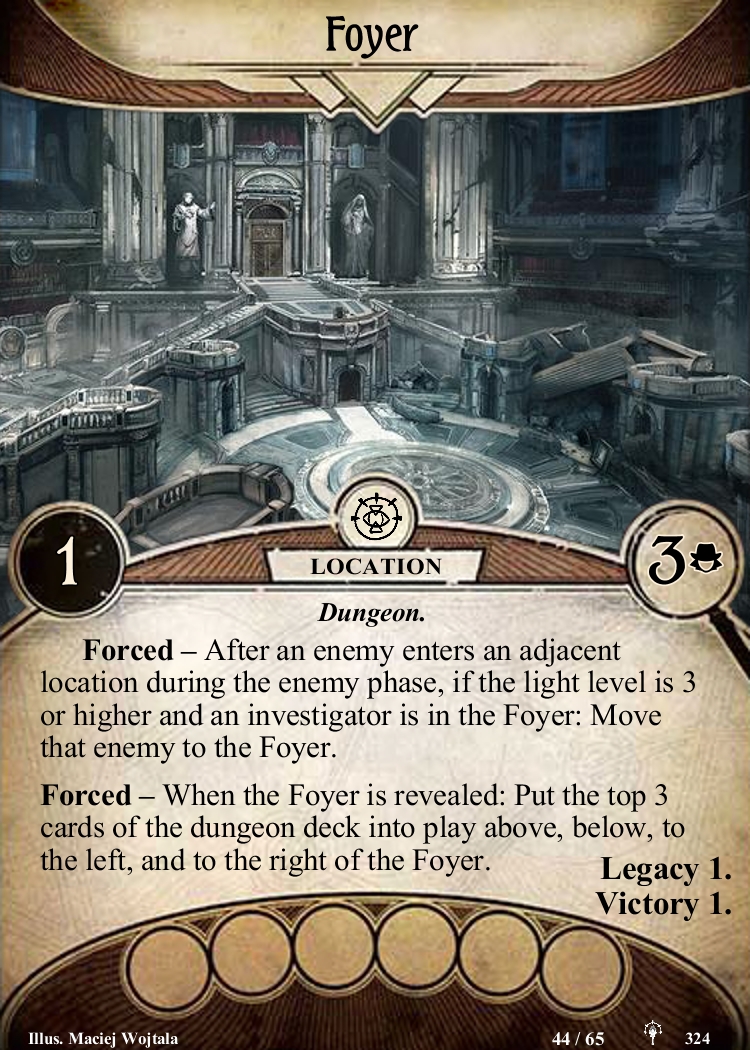 Foyer
1
3
LOCATION
Dungeon.
Forced – After an enemy enters an adjacent
location during the enemy phase, if the light level is 3
or higher and an investigator is in the Foyer: Move
that enemy to the Foyer.
Forced – When the Foyer is revealed: Put the top 3
cards of the dungeon deck into play above, below, to
the left, and to the right of the Foyer.
Legacy 1.
Victory 1.
Illus. Maciej Wojtala
44 / 65
324